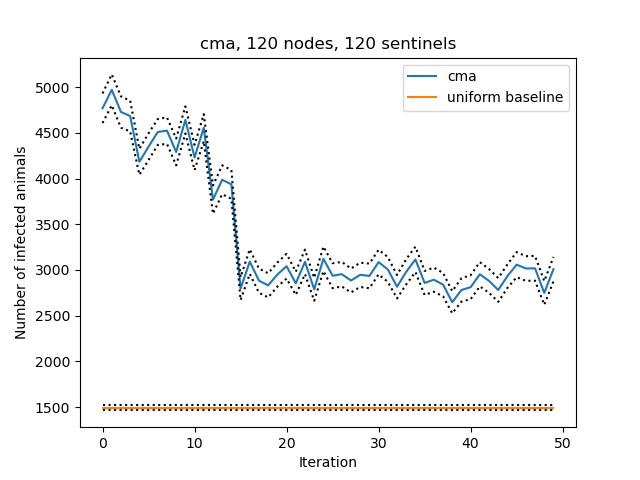 cma, 120 nodes, 120 sentinels
cma
uniform baseline
Number of infected animals
5000
4500
4000
3500
3000
2500
2000
1500
0 10 20 30 40 50
Iteration